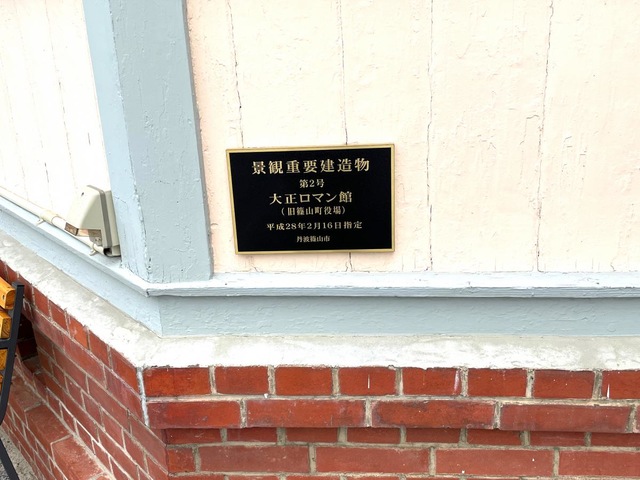 景観重要建造物
第2号
大正ロマン館
（旧篠山町役場）
平成28年2月16日指定
丹波篠山市